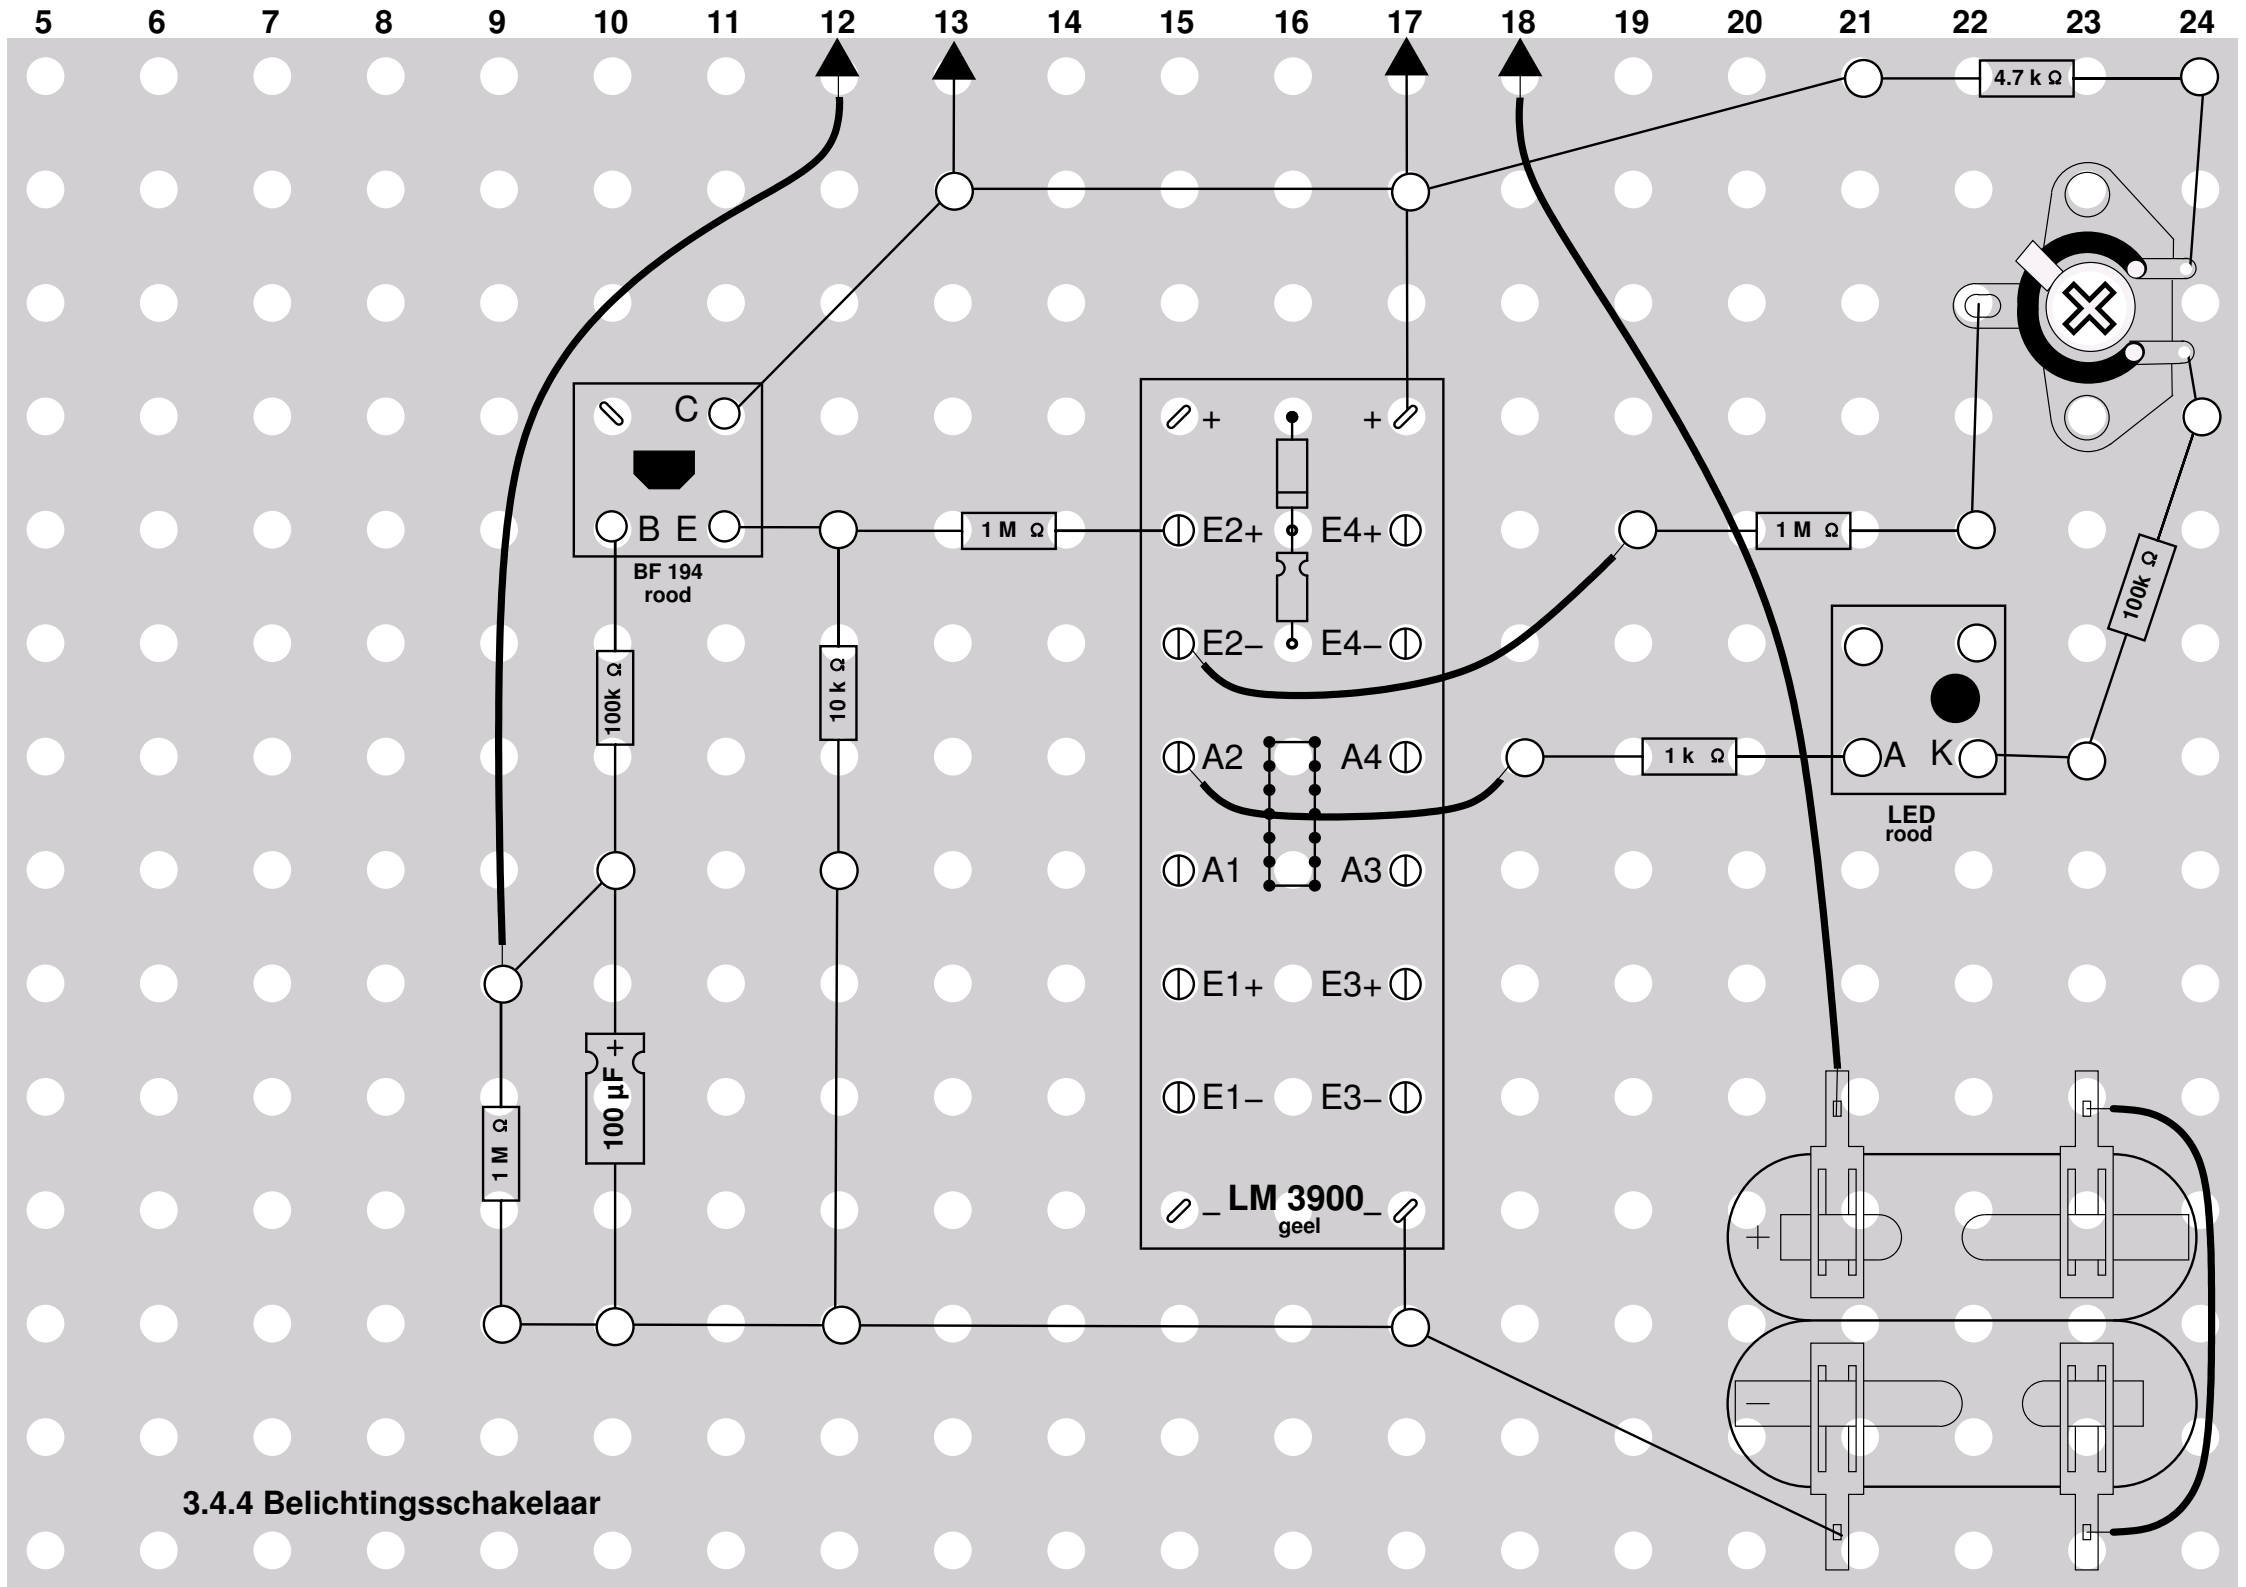 5 6 7 8 9 10 11 12 13 14 15 16 17 18 19 20 21 22 23 24
4.7 k Ω
C
B E
BF 194
rood
1 M Ω
+ +
E2+ E4+
E2– E4–
A2 A4
A1 A3
E1+ E3+
E1– E3–
– LM 3900 –
geel
1 M Ω
100k Ω
100k Ω
10 k Ω
1 k Ω
A K
LED
rood
1 M Ω
+
100 µF
+
–
3.4.4 Belichtingsschakelaar